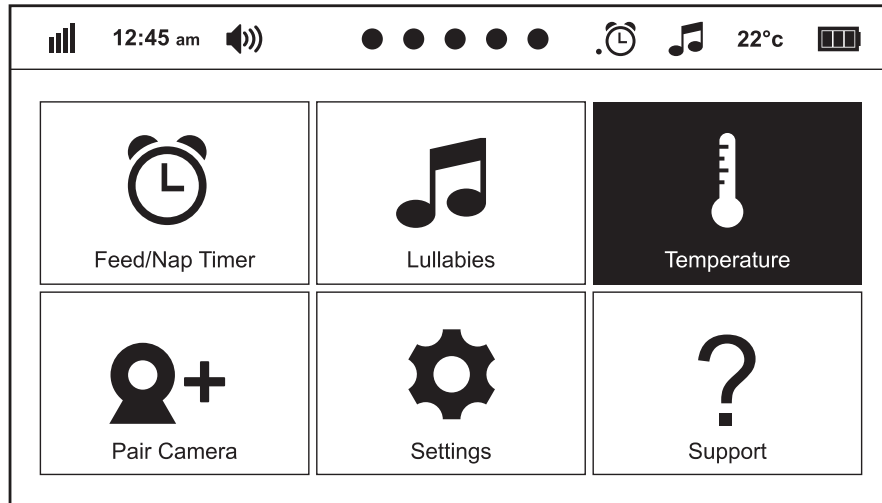 12:45 am 22°c
Feed/Nap Timer Lullabies Temperature
Pair Camera Settings Support